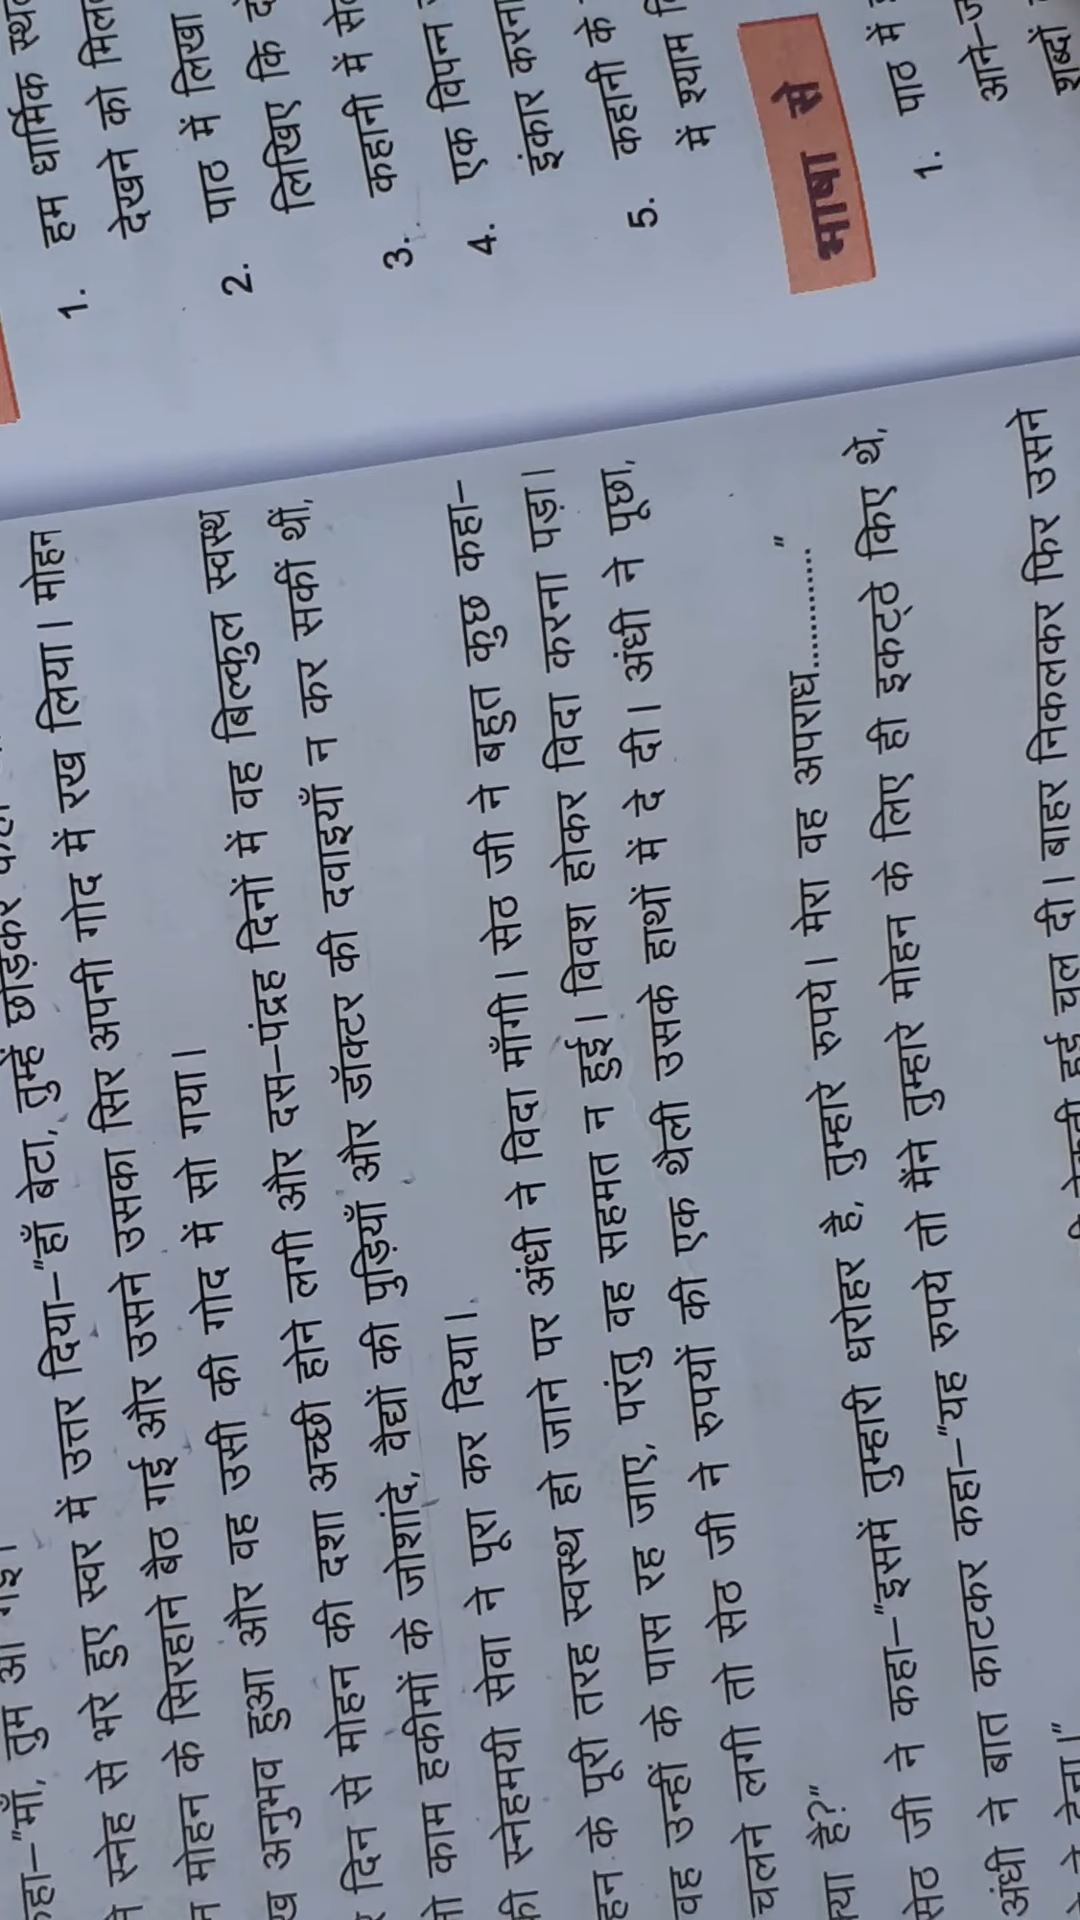 "माँ, तुम आ गईं।
स्नेह से भरे हुए स्वर में उत्तर दिया–"हाँ बेटा, तुम्हें छोड़कर
मोहन के सिरहाने बैठ गई और उसने उसका सिर अपनी गोद में रख लिया। मोहन
अनुभव हुआ और वह उसी की गोद में सो गया।
दिन से मोहन की दशा अच्छी होने लगी और दस–पंद्रह दिनों में वह बिल्कुल स्वस्थ
काम हकीमों के जोशांदे, वैद्यों की पुड़ियाँ और डॉक्टर की दवाइयाँ न कर सकीं थीं,
की स्नेहमयी सेवा ने पूरा कर दिया।
के पूरी तरह स्वस्थ हो जाने पर अंधी ने विदा माँगी। सेठ जी ने बहुत कुछ कहा–
वह उन्हीं के पास रह जाए, परंतु वह सहमत न हुई। विवश होकर विदा करना पड़ा।
चलने लगी तो सेठ जी ने रुपयों की एक थैली उसके हाथों में दे दी। अंधी ने पूछा,
क्या है?"
सेठ जी ने कहा–"इसमें तुम्हारी धरोहर है, तुम्हारे रुपये। मेरा वह अपराध............"
अंधी ने बात काटकर कहा–"यह रुपये तो मैंने तुम्हारे मोहन के लिए ही इकट्ठे किए थे,
हुई चल दी। बाहर निकलकर फिर उसने
1. हम धार्मिक
देखने को
2. पाठ में लिखा
लिखिए कि
3. कहानी में
4. एक विपन्न
इंकार करना
5. कहानी के
में श्याम
भाषा से
1. पाठ में